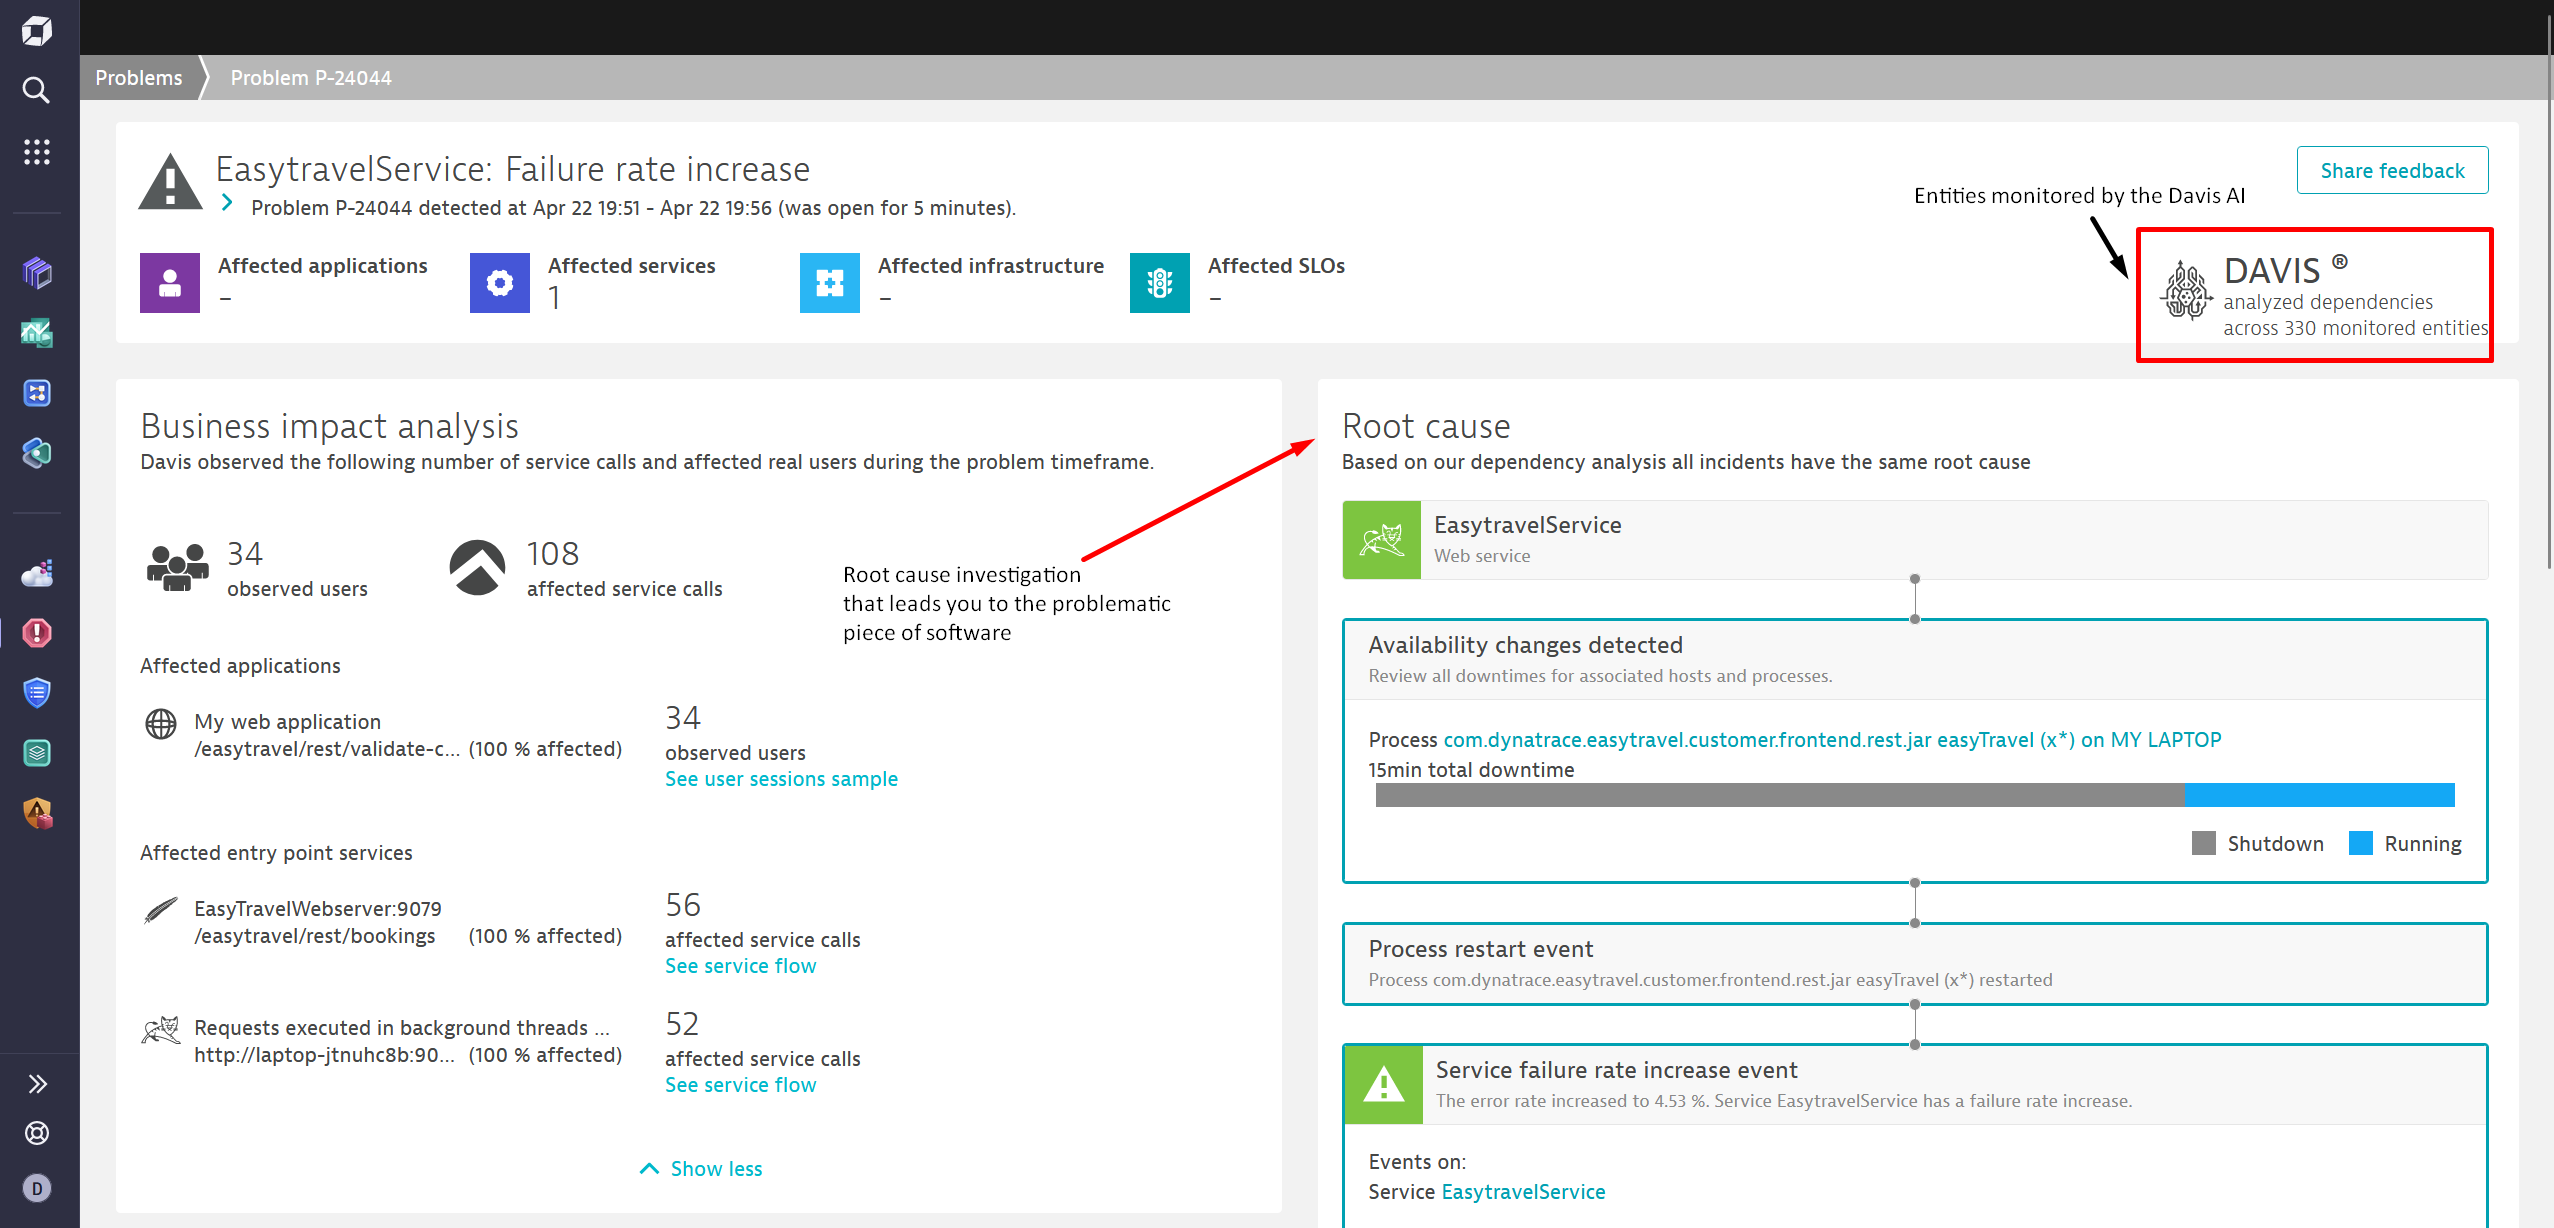 Problems
Problem P-24044
EasytravelService: Failure rate increase
Problem P-24044 detected at Apr 22 19:51 - Apr 22 19:56 (was open for 5 minutes).
Share feedback
Entities monitored by the Davis AI
Affected applications
–
Affected services
1
Affected infrastructure
–
Affected SLOs
–
DAVIS ®
analyzed dependencies
across 330 monitored entities
Business impact analysis
Davis observed the following number of service calls and affected real users during the problem timeframe.
34
observed users
108
affected service calls
Root cause investigation
that leads you to the problematic
piece of software
Affected applications
My web application
/easytravel/rest/validate-c... (100 % affected)
34
observed users
See user sessions sample
Affected entry point services
EasyTravelWebserver:9079
/easytravel/rest/bookings (100 % affected)
56
affected service calls
See service flow
Requests executed in background threads ...
http://laptop-jtnuhc8b:90... (100 % affected)
52
affected service calls
See service flow
Show less
Root cause
Based on our dependency analysis all incidents have the same root cause
EasytravelService
Web service
Availability changes detected
Review all downtimes for associated hosts and processes.
Process com.dynatrace.easytravel.customer.frontend.rest.jar easyTravel (x*) on MY LAPTOP
15min total downtime
Shutdown
Running
Process restart event
Process com.dynatrace.easytravel.customer.frontend.rest.jar easyTravel (x*) restarted
Service failure rate increase event
The error rate increased to 4.53 %. Service EasytravelService has a failure rate increase.
Events on:
Service EasytravelService
D